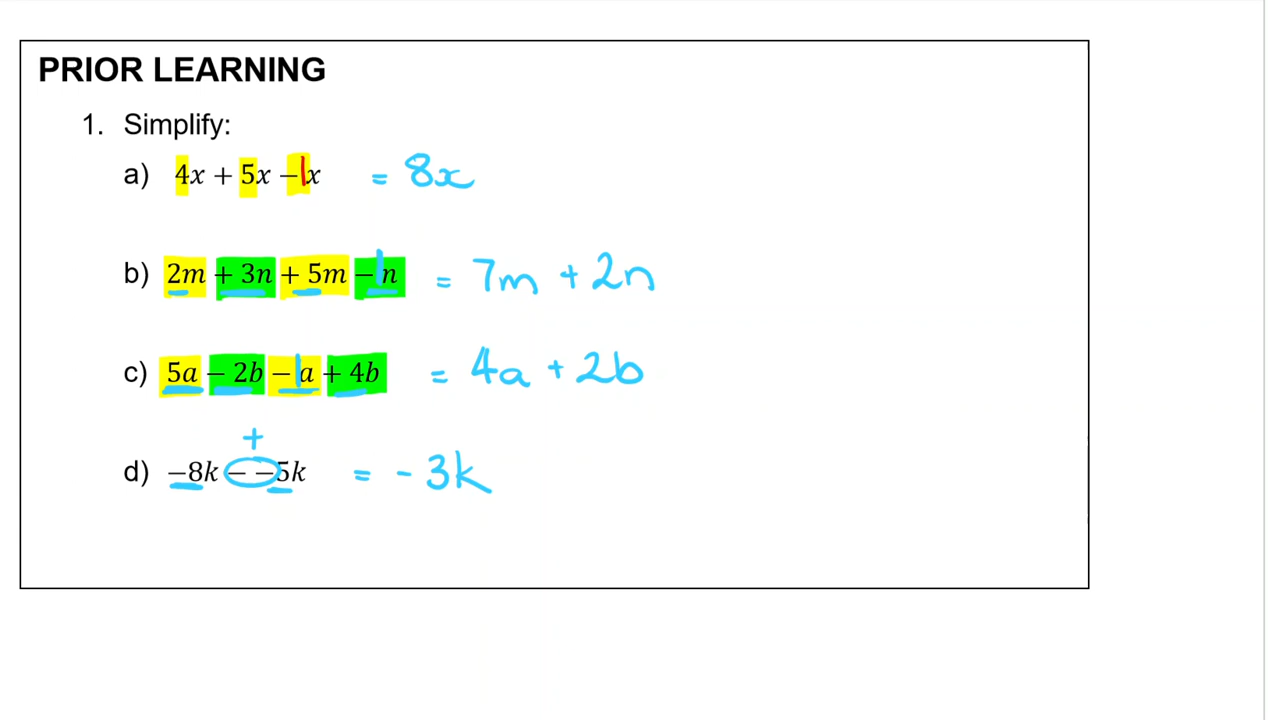 PRIOR LEARNING
1. Simplify:
a) 4x + 5x − 1x = 8x
b) 2m + 3n + 5m − 1n = 7m + 2n
c) 5a − 2b − 1a + 4b = 4a + 2b
+
d) −8k − −5k = -3k